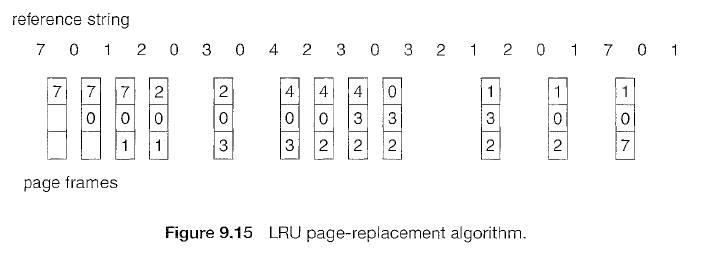 reference string
7 0 1 2 0 3 0 4 2 3 0 3 2 1 2 0 1 7 0 1
7 7 7 2 2 4 4 4 0 1 1 1
0 0 0 0 0 0 3 3 3 0 0
1 1 3 3 2 2 2 2 2 7
page frames
Figure 9.15 LRU page-replacement algorithm.